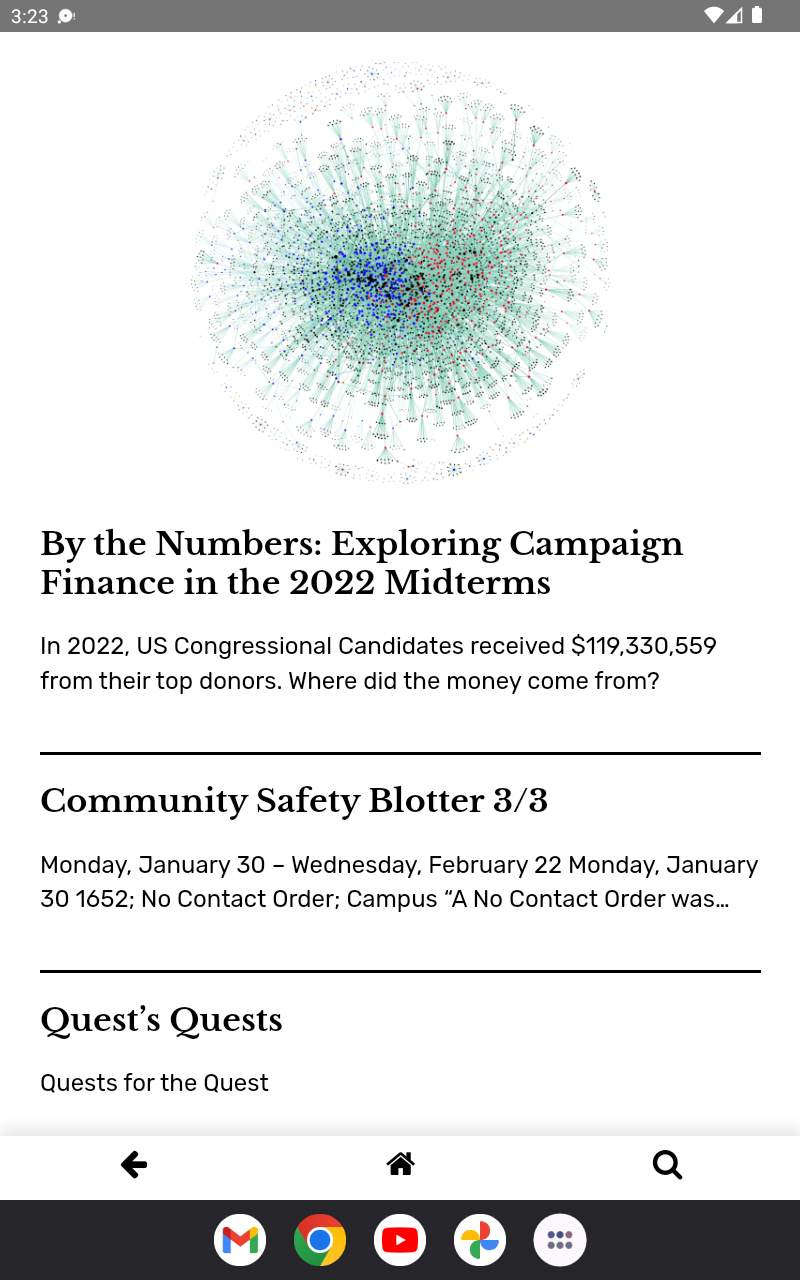 3:23
By the Numbers: Exploring Campaign
Finance in the 2022 Midterms
In 2022, US Congressional Candidates received $119,330,559
from their top donors. Where did the money come from?
Community Safety Blotter 3/3
Monday, January 30 – Wednesday, February 22 Monday, January
30 1652; No Contact Order; Campus “A No Contact Order was…
Quest’s Quests
Quests for the Quest